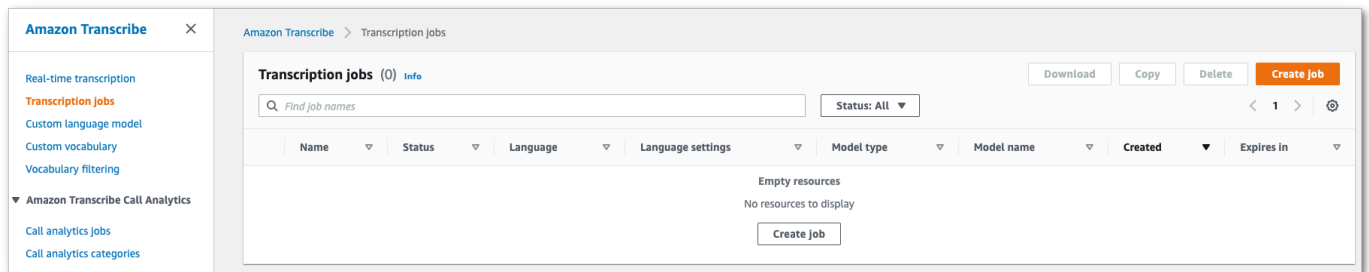 Amazon Transcribe
Real-time transcription
Transcription jobs
Custom language model
Custom vocabulary
Vocabulary filtering
Amazon Transcribe Call Analytics
Call analytics jobs
Call analytics categories
Amazon Transcribe > Transcription jobs
Transcription jobs (0) Info
Download Copy Delete Create job
Find job names Status: All 1
Name Status Language Language settings Model type Model name Created Expires in
Empty resources
No resources to display
Create job